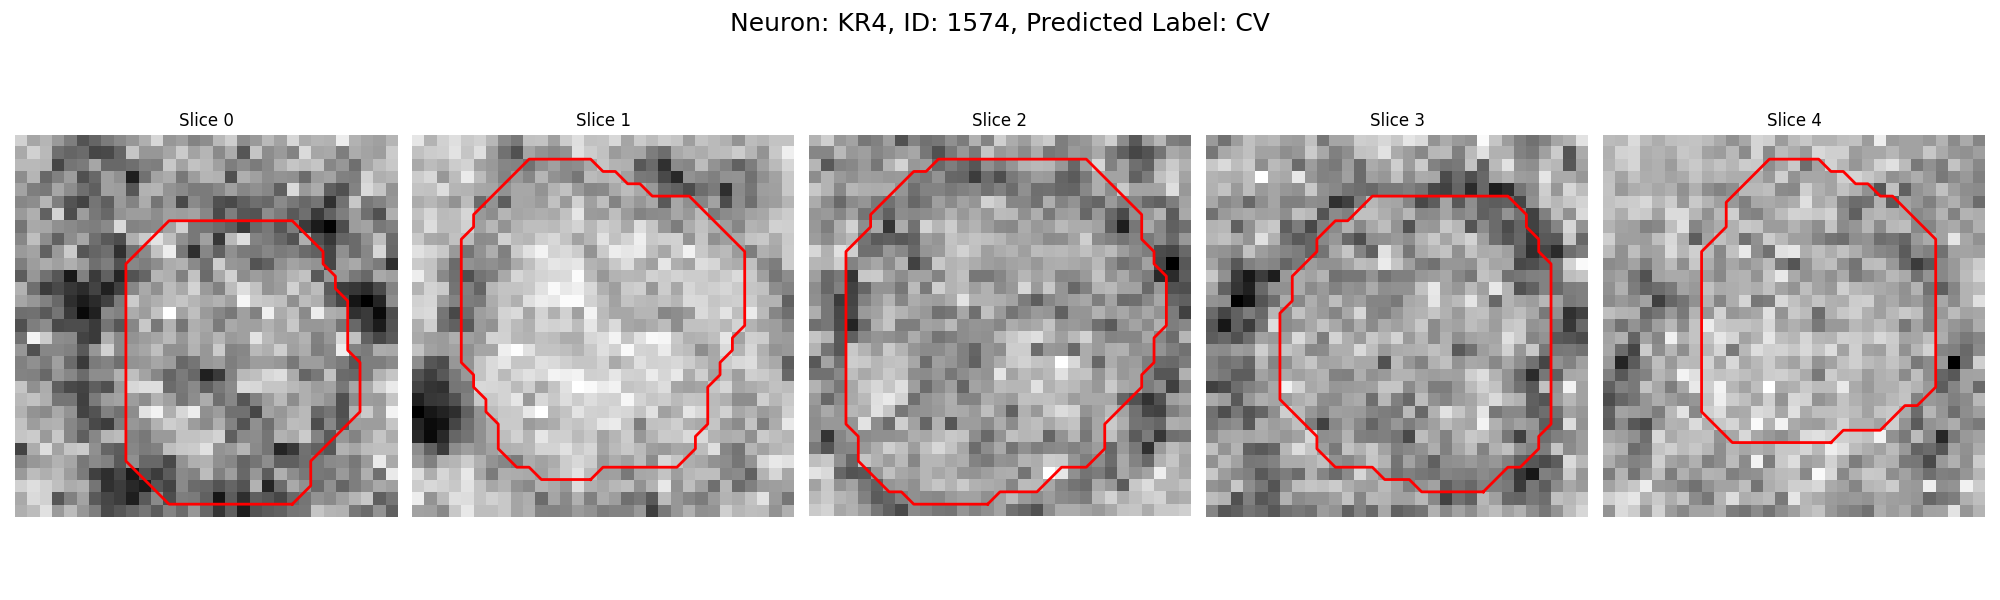 Neuron: KR4, ID: 1574, Predicted Label: CV
Slice 0
Slice 1
Slice 2
Slice 3
Slice 4